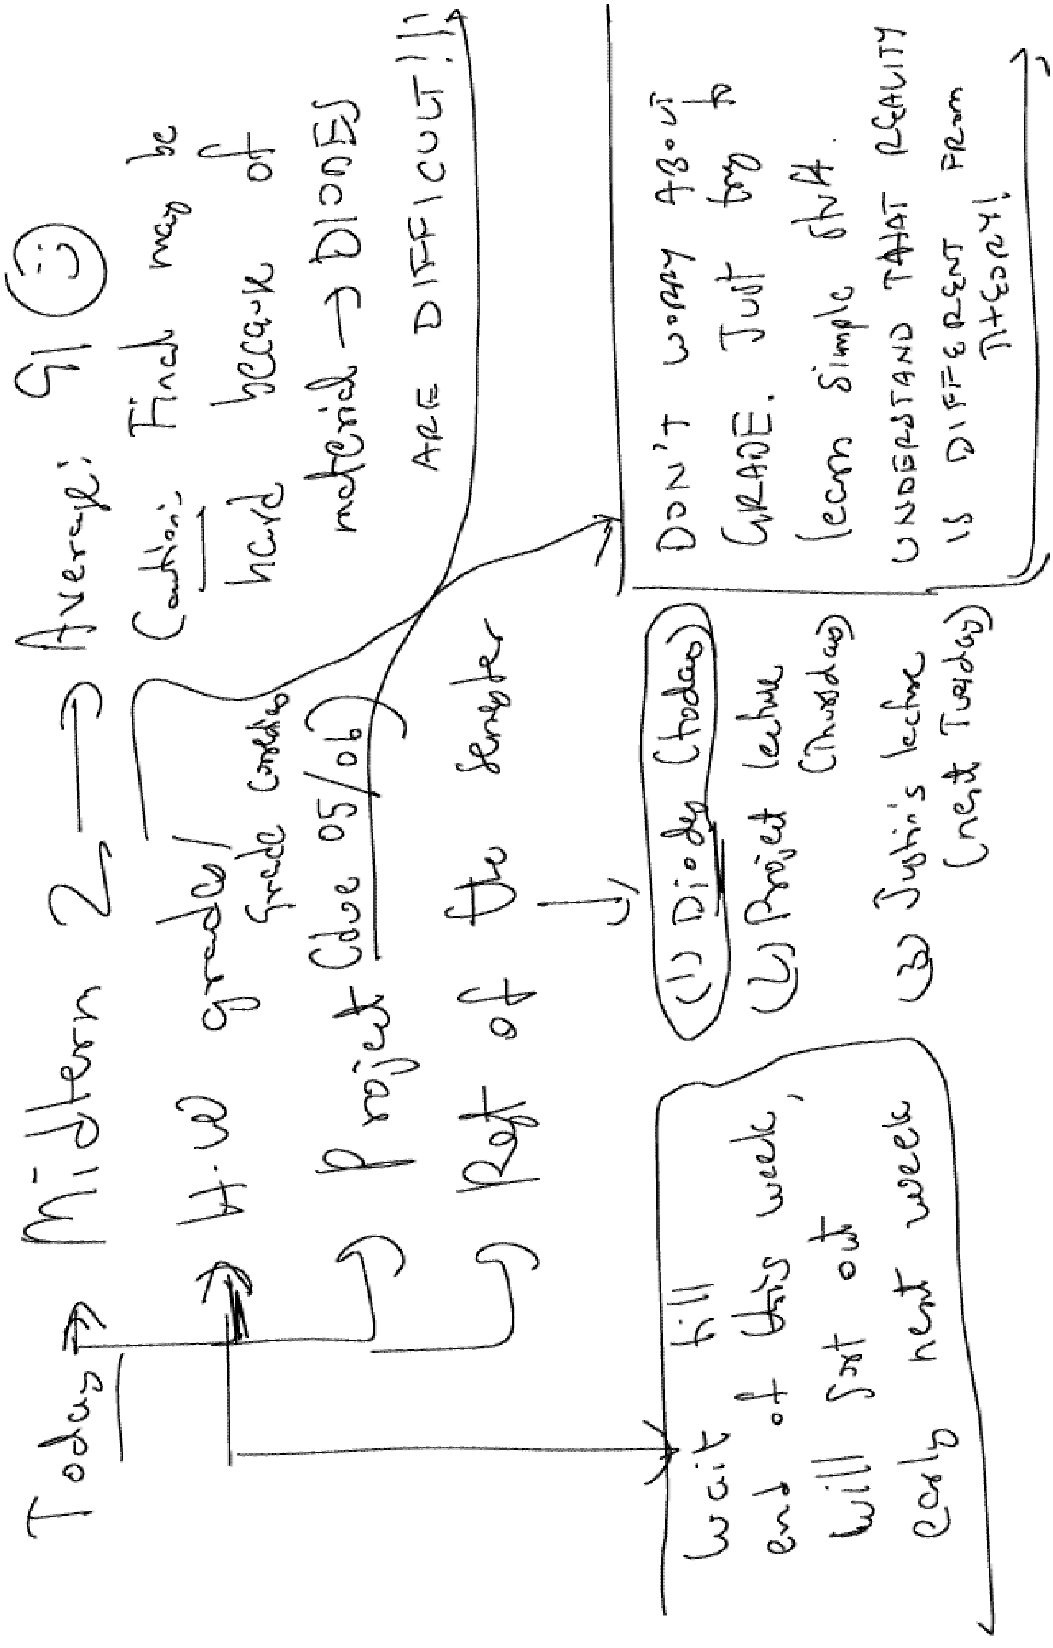 Today → Midterm 2 → Average: 91 ☺
Caution: Final may be
hard because of
material → DIODES
ARE DIFFICULT!!
H.W grades/
grade
Project (due 05/06)
Rest of the semester
(1) Diodes (today)
(2) Project lecture
(Thursday)
(3) Justin's lecture
(next Tuesday)
wait till
end of this week,
will sort out
early next week
DON'T WORRY ABOUT
GRADE. Just try to
learn simple stuff.
UNDERSTAND THAT REALITY
IS DIFFERENT FROM
THEORY!